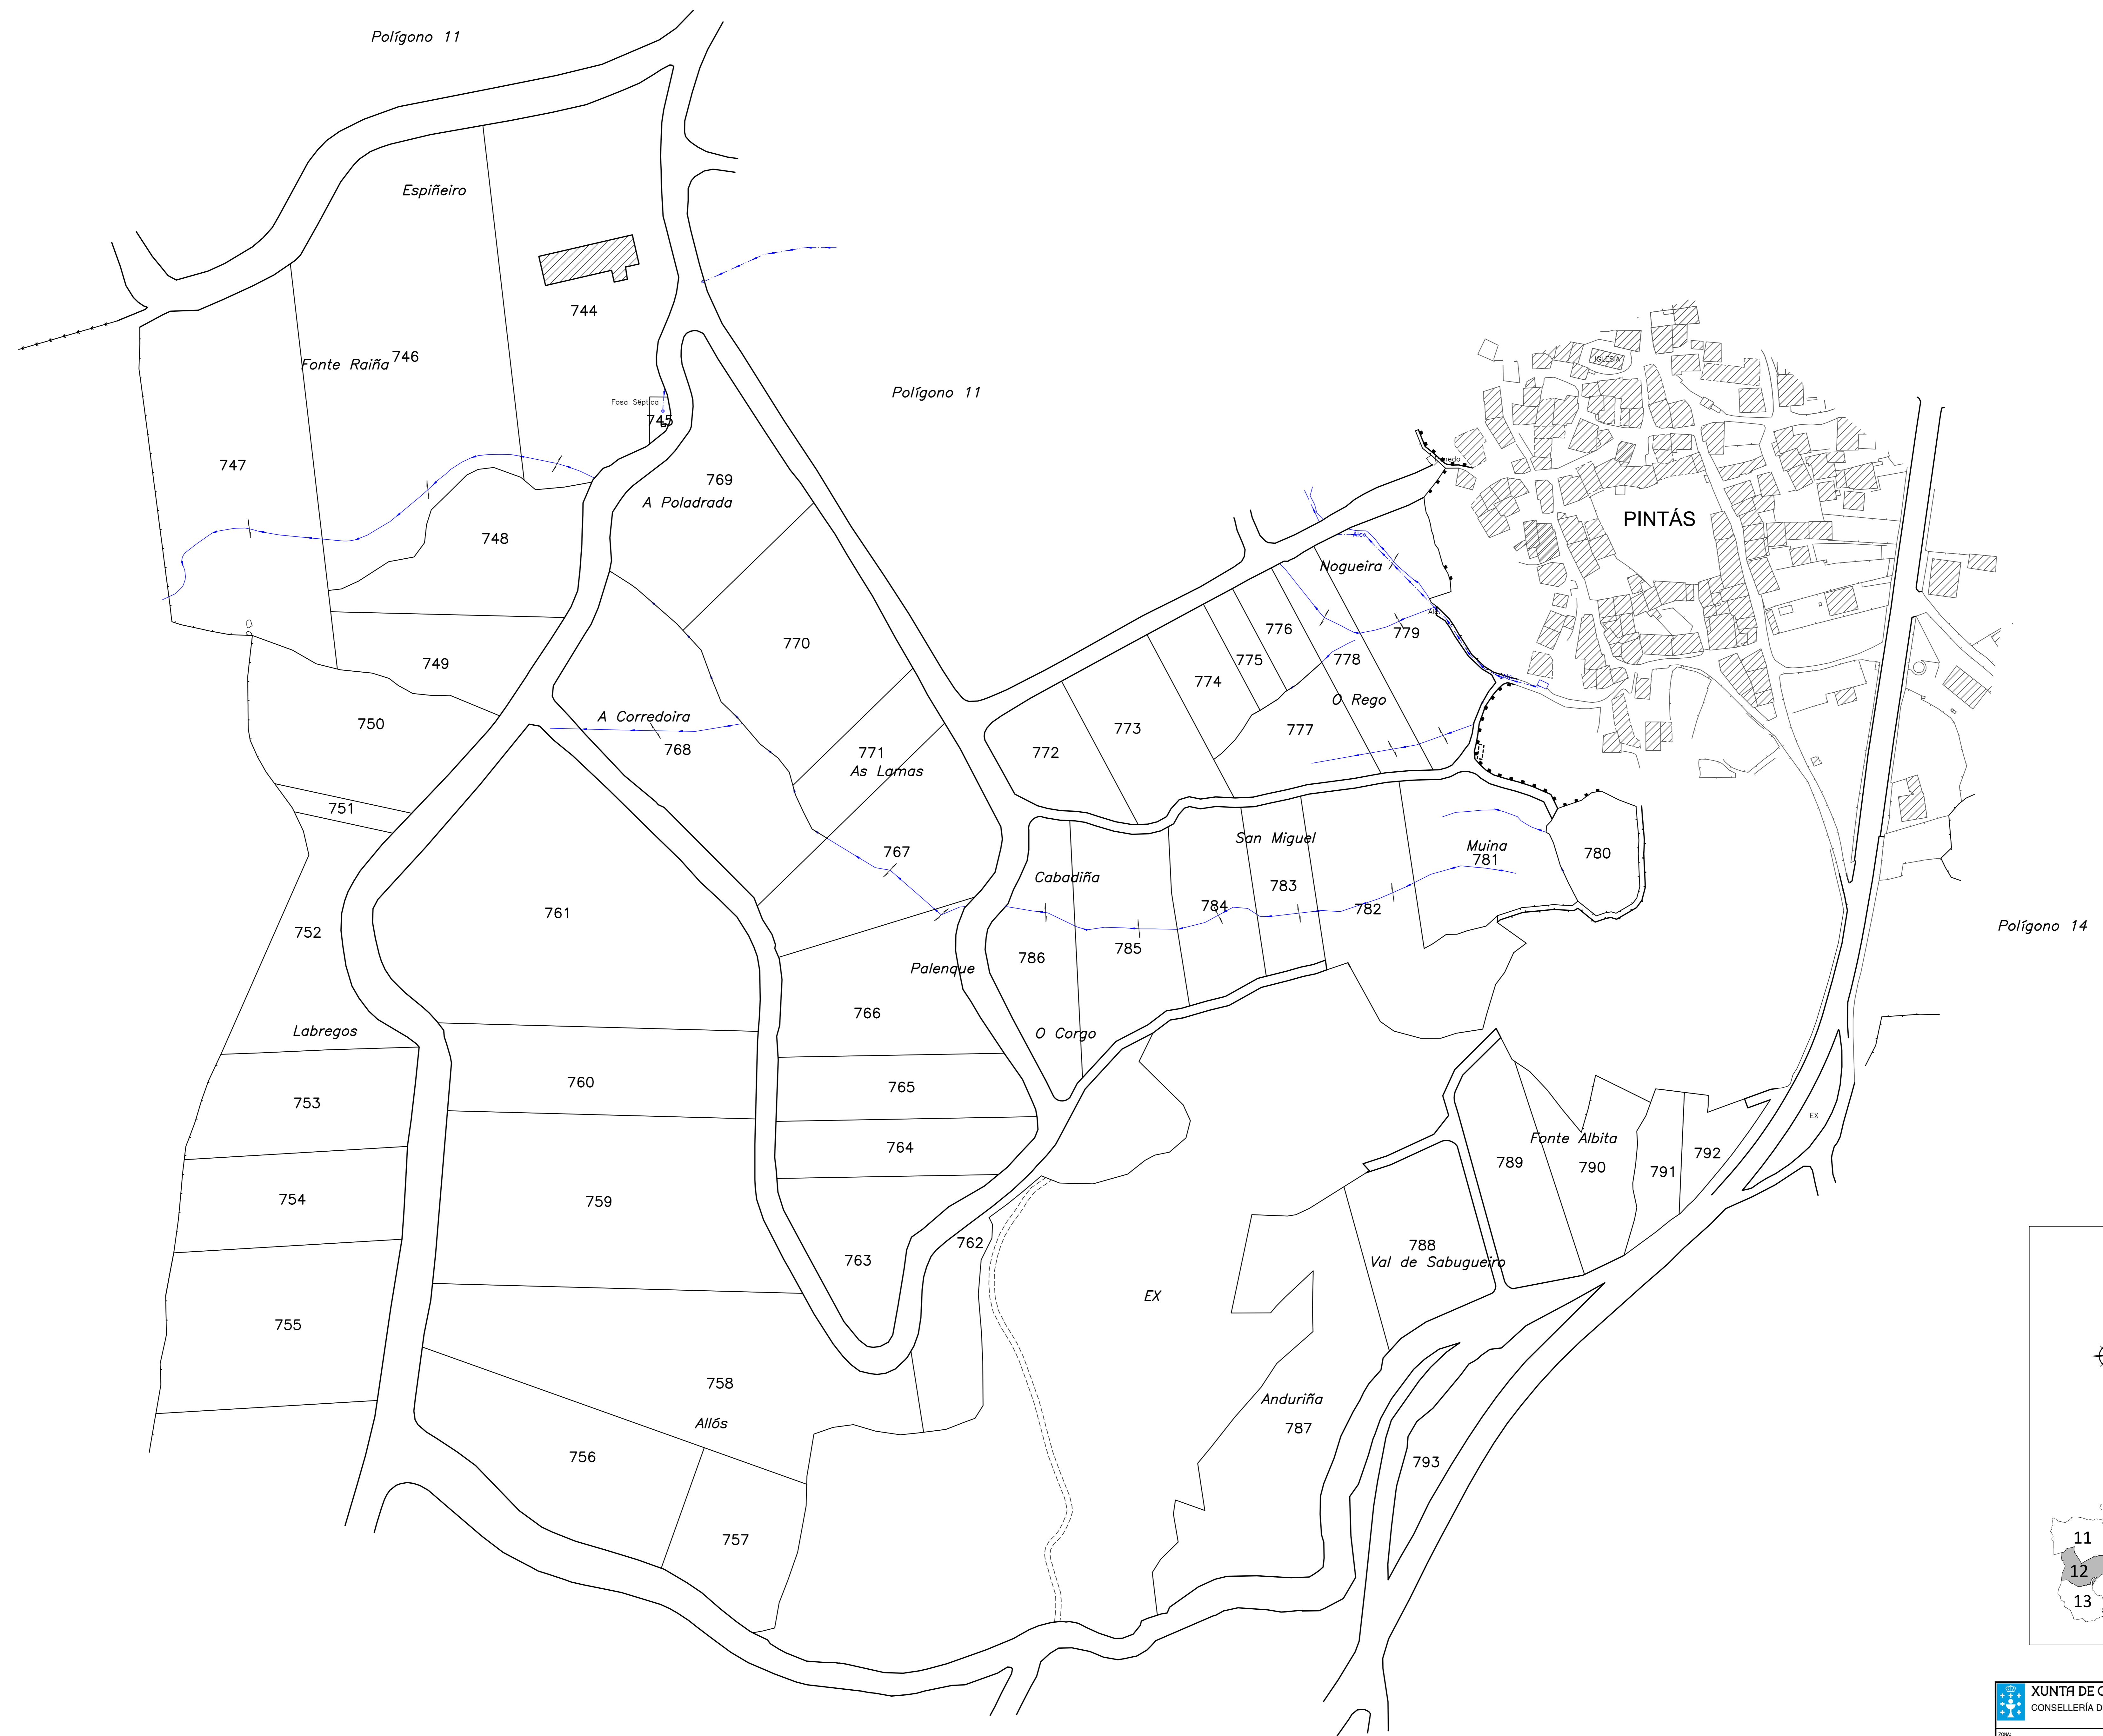 Polígono 11
Espiñeiro
744
746
Fonte Raiña
Polígono 11
Fosa Séptica
745
747
769
A Poladrada
748
IGLESIA
PINTÁS
Nogueira
770
776
779
749
775
778
774
O Rego
A Corredoira
750
768
773
777
772
771
As Lamas
751
San Miguel
Muina
781
780
767
Cabadiña
783
784
782
761
752
785
Polígono 14
786
Palenque
766
Labregos
O Corgo
760
765
753
EX
Fonte Albita
764
792
789
790
791
754
759
762
788
763
Val de Sabugueiro
EX
755
758
Anduriña
Allós
787
756
793
757
11
12
13
XUNTA DE
CONSELLERÍA D
ZONA: